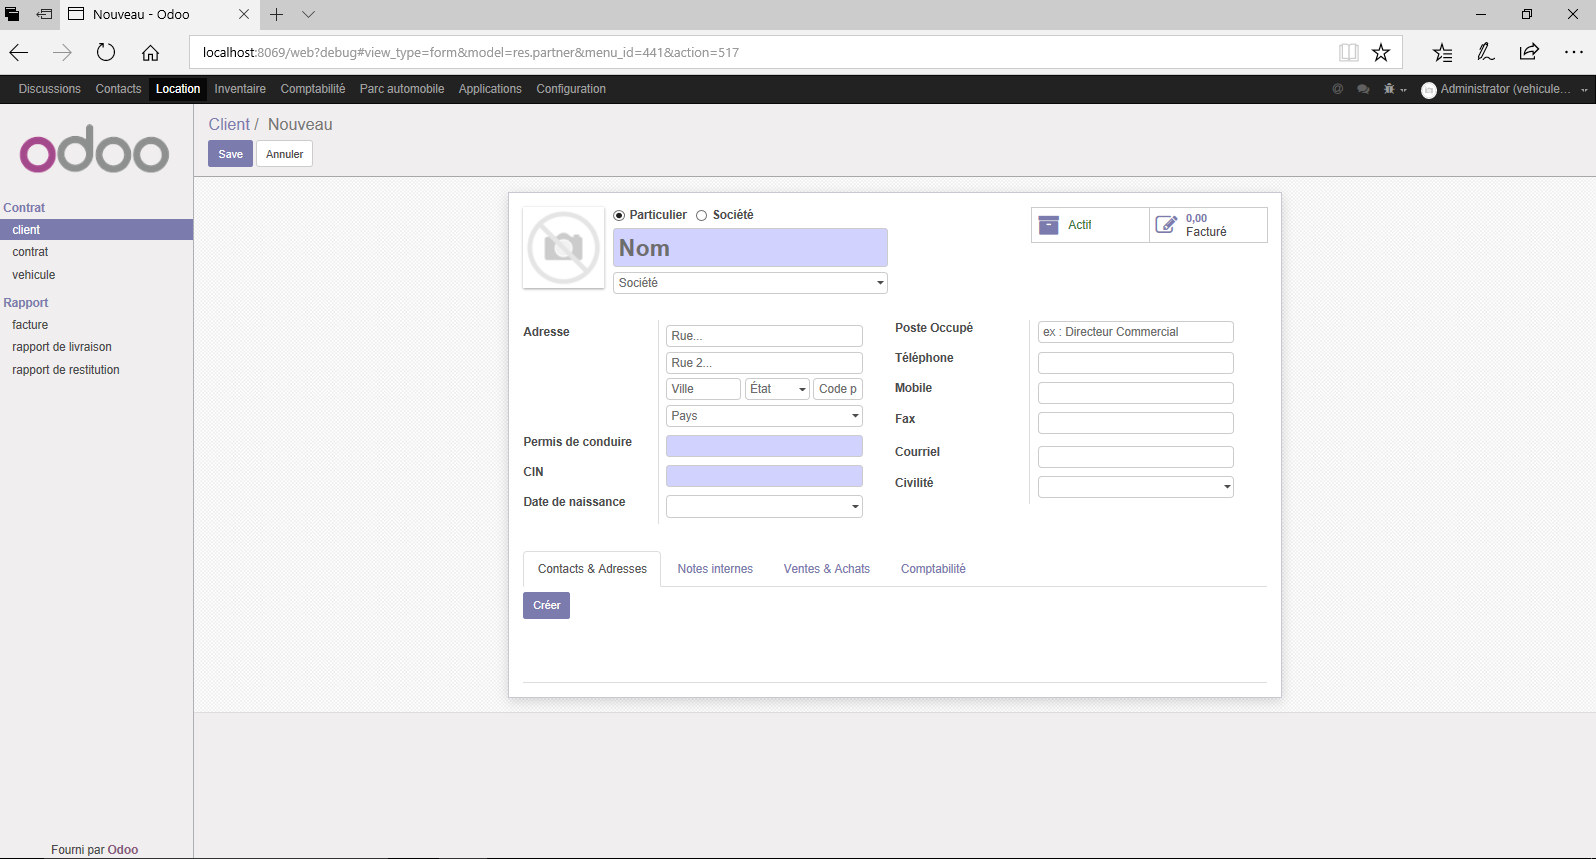 Nouveau - Odoo
localhost:8069/web?debug#view_type=form&model=res.partner&menu_id=441&action=517
Discussions Contacts Location Inventaire Comptabilité Parc automobile Applications Configuration @ Administrator (vehicule...
odoo
Client / Nouveau
Save Annuler
Contrat
client
contrat
vehicule
Rapport
facture
rapport de livraison
rapport de restitution
Particulier Société
Nom
Société
Actif
0,00
Facturé
Adresse
Rue...
Rue 2...
Ville État Code p
Pays
Permis de conduire
CIN
Date de naissance
Poste Occupé ex : Directeur Commercial
Téléphone
Mobile
Fax
Courriel
Civilité
Contacts & Adresses Notes internes Ventes & Achats Comptabilité
Créer
Fourni par Odoo